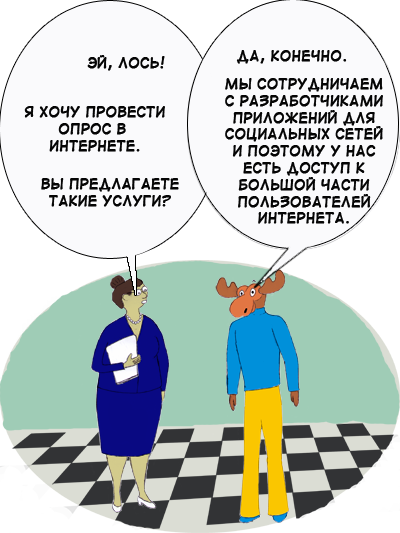 ЭЙ, ЛОСЬ!
Я ХОЧУ ПРОВЕСТИ
ОПРОС В
ИНТЕРНЕТЕ.
ВЫ ПРЕДЛАГАЕТЕ
ТАКИЕ УСЛУГИ?
ДА, КОНЕЧНО.
МЫ СОТРУДНИЧАЕМ
С РАЗРАБОТЧИКАМИ
ПРИЛОЖЕНИЙ ДЛЯ
СОЦИАЛЬНЫХ СЕТЕЙ
И ПОЭТОМУ У НАС
ЕСТЬ ДОСТУП К
БОЛЬШОЙ ЧАСТИ
ПОЛЬЗОВАТЕЛЕЙ
ИНТЕРНЕТА.